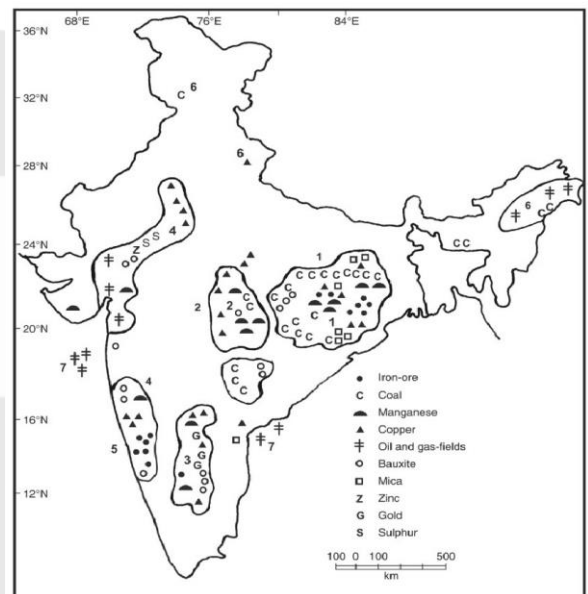 68°E 76°E 84°E
36°N
32°N
28°N
24°N
20°N
16°N
12°N
C 6
6
6
C C
4
S S
Z
1
C C C C C C C C
2
2
C
C
1
C C C
7
4
5
3
G
G
G
C
C
C
7
C C
Iron-ore
C Coal
Manganese
Copper
Oil and gas-fields
Bauxite
Mica
Z Zinc
G Gold
S Sulphur
100 0 100 500
km